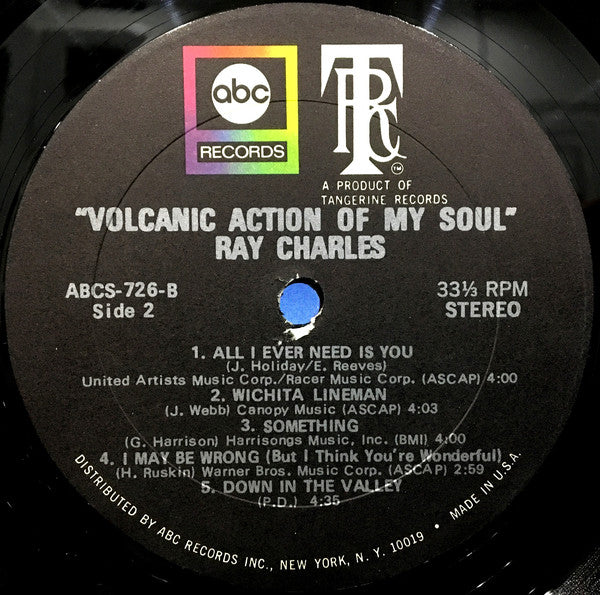 abc
RECORDS
TRC
TM
A PRODUCT OF
TANGERINE RECORDS
"VOLCANIC ACTION OF MY SOUL"
RAY CHARLES
ABCS-726-B
Side 2
33⅓ RPM
STEREO
1. ALL I EVER NEED IS YOU
(J. Holiday/E. Reeves)
United Artists Music Corp./Racer Music Corp. (ASCAP) 4:00
2. WICHITA LINEMAN
(J. Webb) Canopy Music (ASCAP) 4:03
3. SOMETHING
(G. Harrison) Harrisongs Music, Inc. (BMI) 4:00
4. I MAY BE WRONG (But I Think You're Wonderful)
(H. Ruskin) Warner Bros. Music Corp. (ASCAP) 2:59
5. DOWN IN THE VALLEY
(P.D.) 4:35
DISTRIBUTED BY ABC RECORDS INC., NEW YORK, N. Y. 10019 • MADE IN U.S.A.